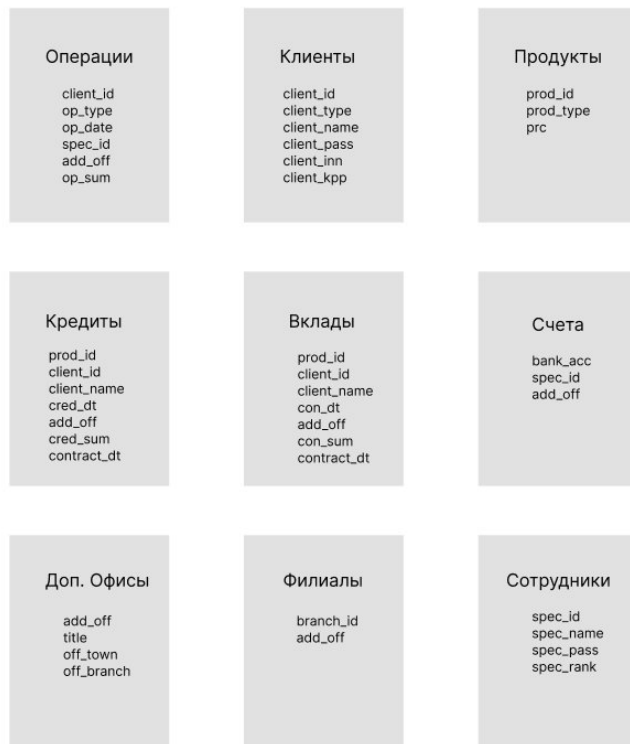 Операции
client_id
op_type
op_date
spec_id
add_off
op_sum
Клиенты
client_id
client_type
client_name
client_pass
client_inn
client_kpp
Продукты
prod_id
prod_type
prc
Кредиты
prod_id
client_id
client_name
cred_dt
add_off
cred_sum
contract_dt
Вклады
prod_id
client_id
client_name
con_dt
add_off
con_sum
contract_dt
Счета
bank_acc
spec_id
add_off
Доп. Офисы
add_off
title
off_town
off_branch
Филиалы
branch_id
add_off
Сотрудники
spec_id
spec_name
spec_pass
spec_rank